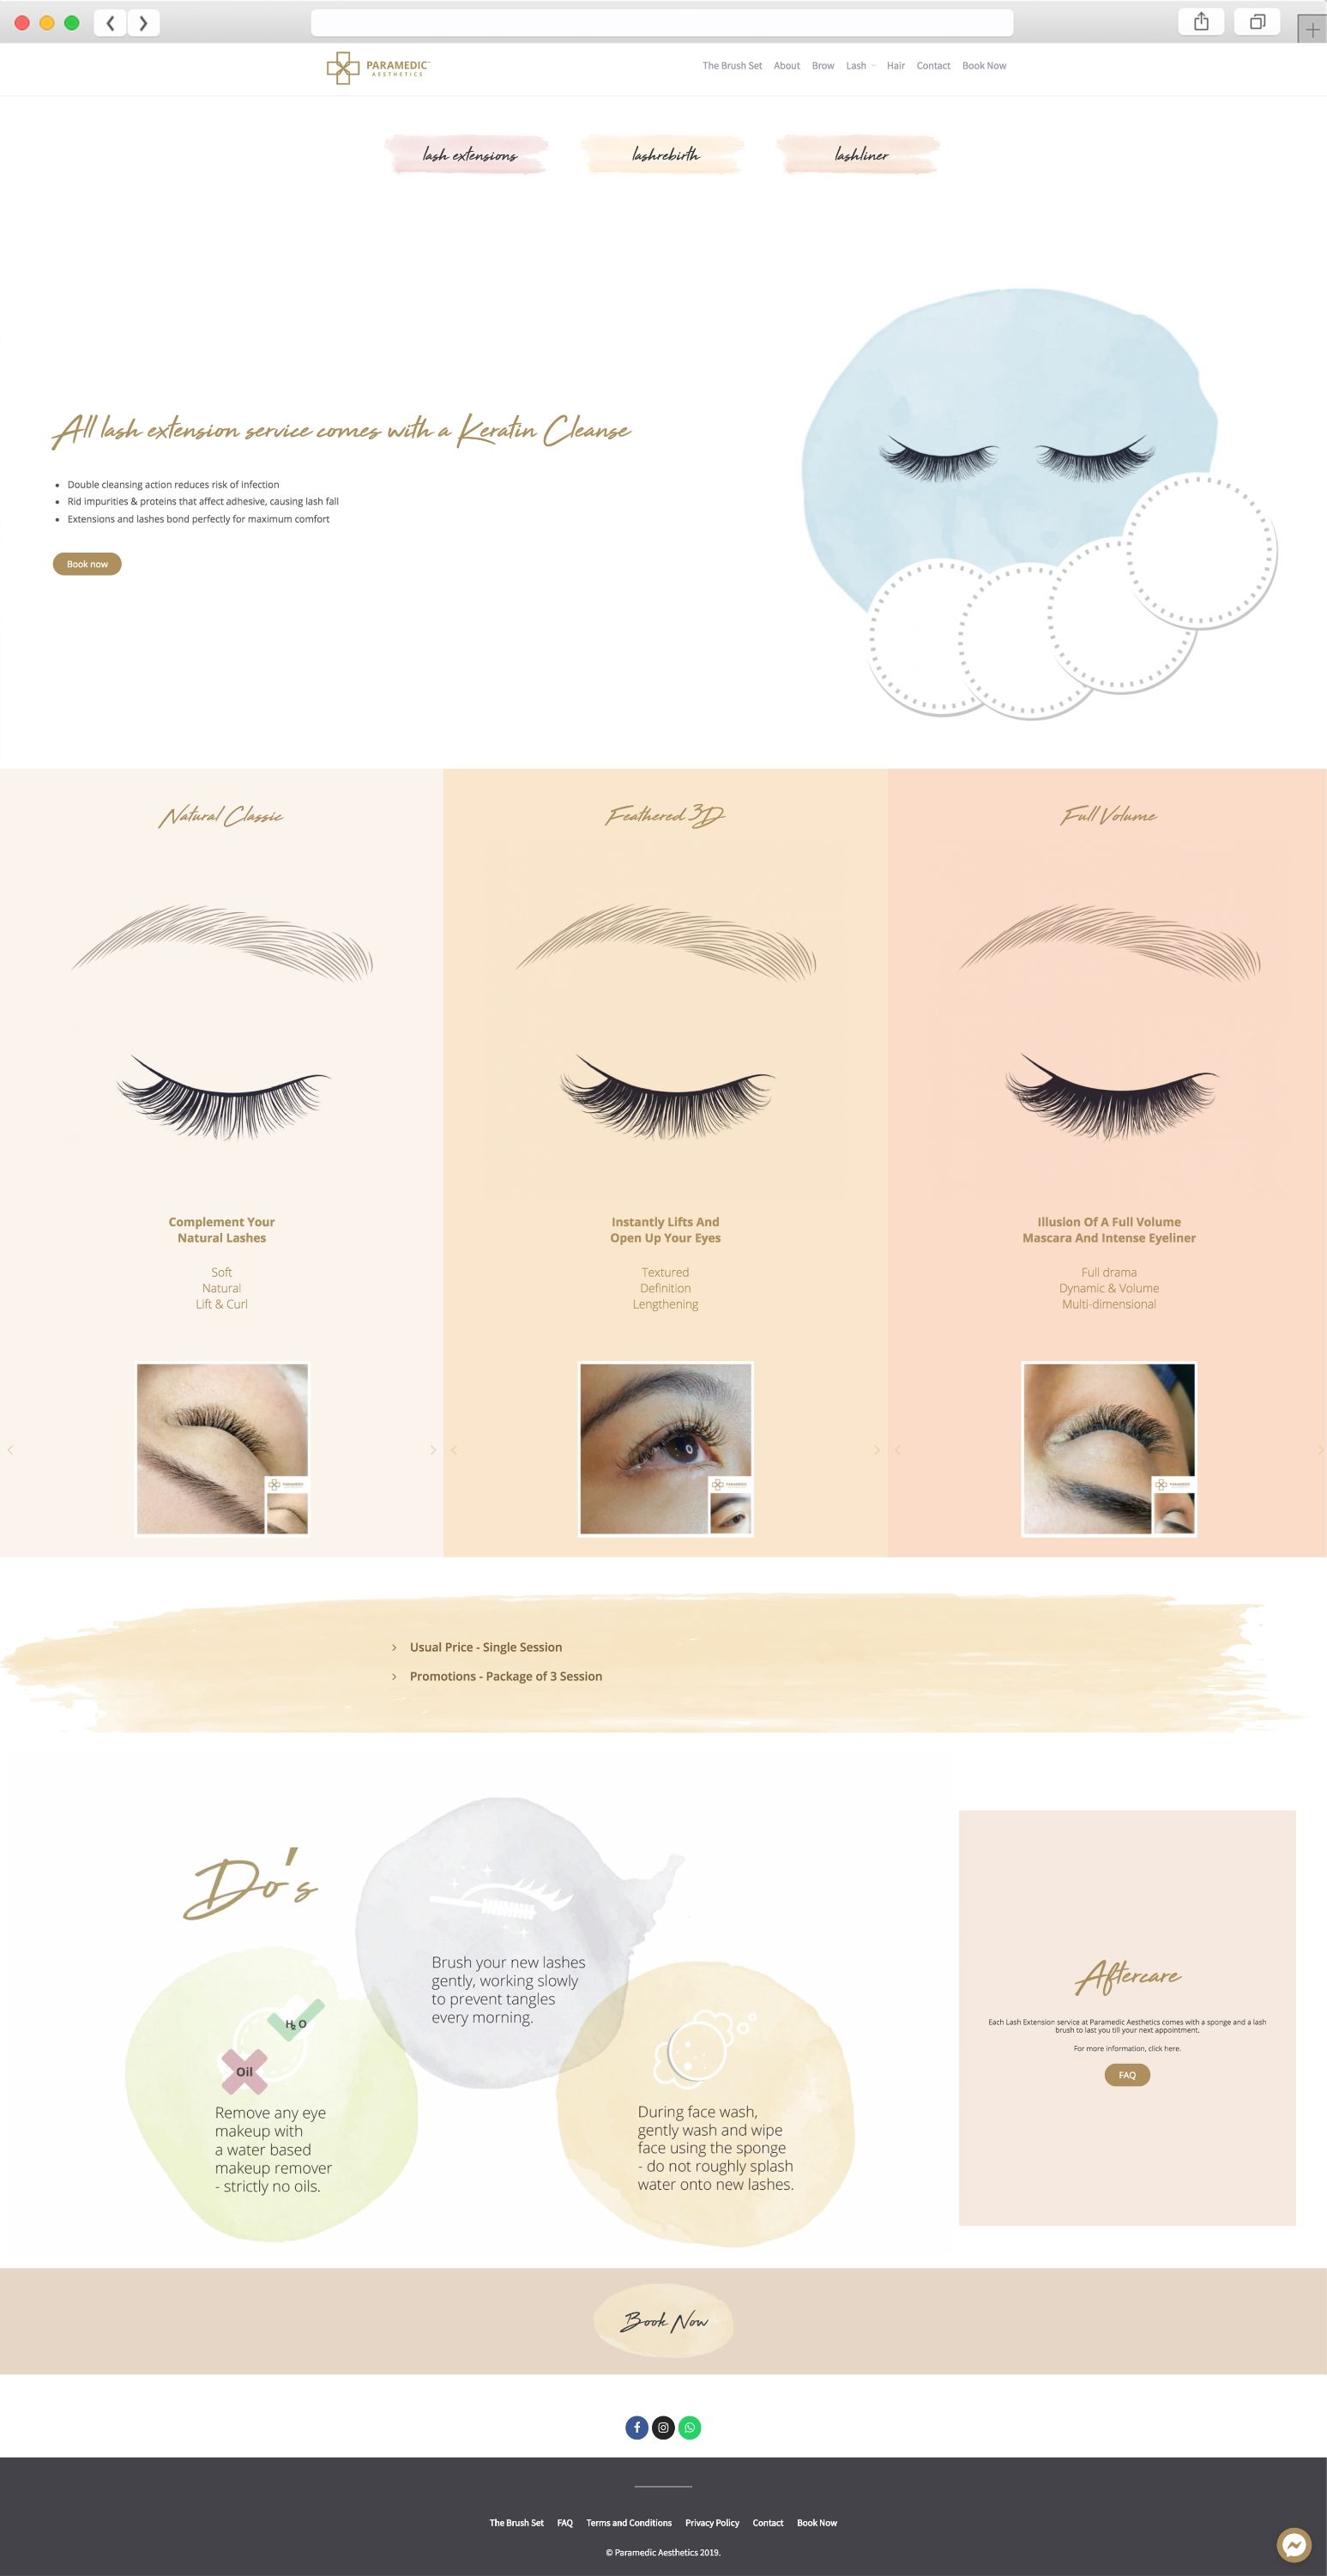 PARAMEDIC
AESTHETICS
The Brush Set About Brow Lash Hair Contact Book Now
lash extensions
lashrebirth
lashliner
All lash extension service comes with a Keratin Cleanse
Double cleansing action reduces risk of infection
Rid impurities & proteins that affect adhesive, causing lash fall
Extensions and lashes bond perfectly for maximum comfort
Book now
Natural Classic
Complement Your
Natural Lashes
Soft
Natural
Lift & Curl
PARAMEDIC
Feathered 3D
Instantly Lifts And
Open Up Your Eyes
Textured
Definition
Lengthening
PARAMEDIC
Full Volume
Illusion Of A Full Volume
Mascara And Intense Eyeliner
Full drama
Dynamic & Volume
Multi-dimensional
PARAMEDIC
Usual Price - Single Session
Promotions - Package of 3 Session
Do's
Brush your new lashes
gently, working slowly
to prevent tangles
every morning.
H2O
Oil
Remove any eye
makeup with
a water based
makeup remover
- strictly no oils.
During face wash,
gently wash and wipe
face using the sponge
- do not roughly splash
water onto new lashes.
Aftercare
Each Lash Extension service at Paramedic Aesthetics comes with a sponge and a lash
brush to last you till your next appointment.
For more information, click here.
FAQ
Book Now
The Brush Set FAQ Terms and Conditions Privacy Policy Contact Book Now
© Paramedic Aesthetics 2019.